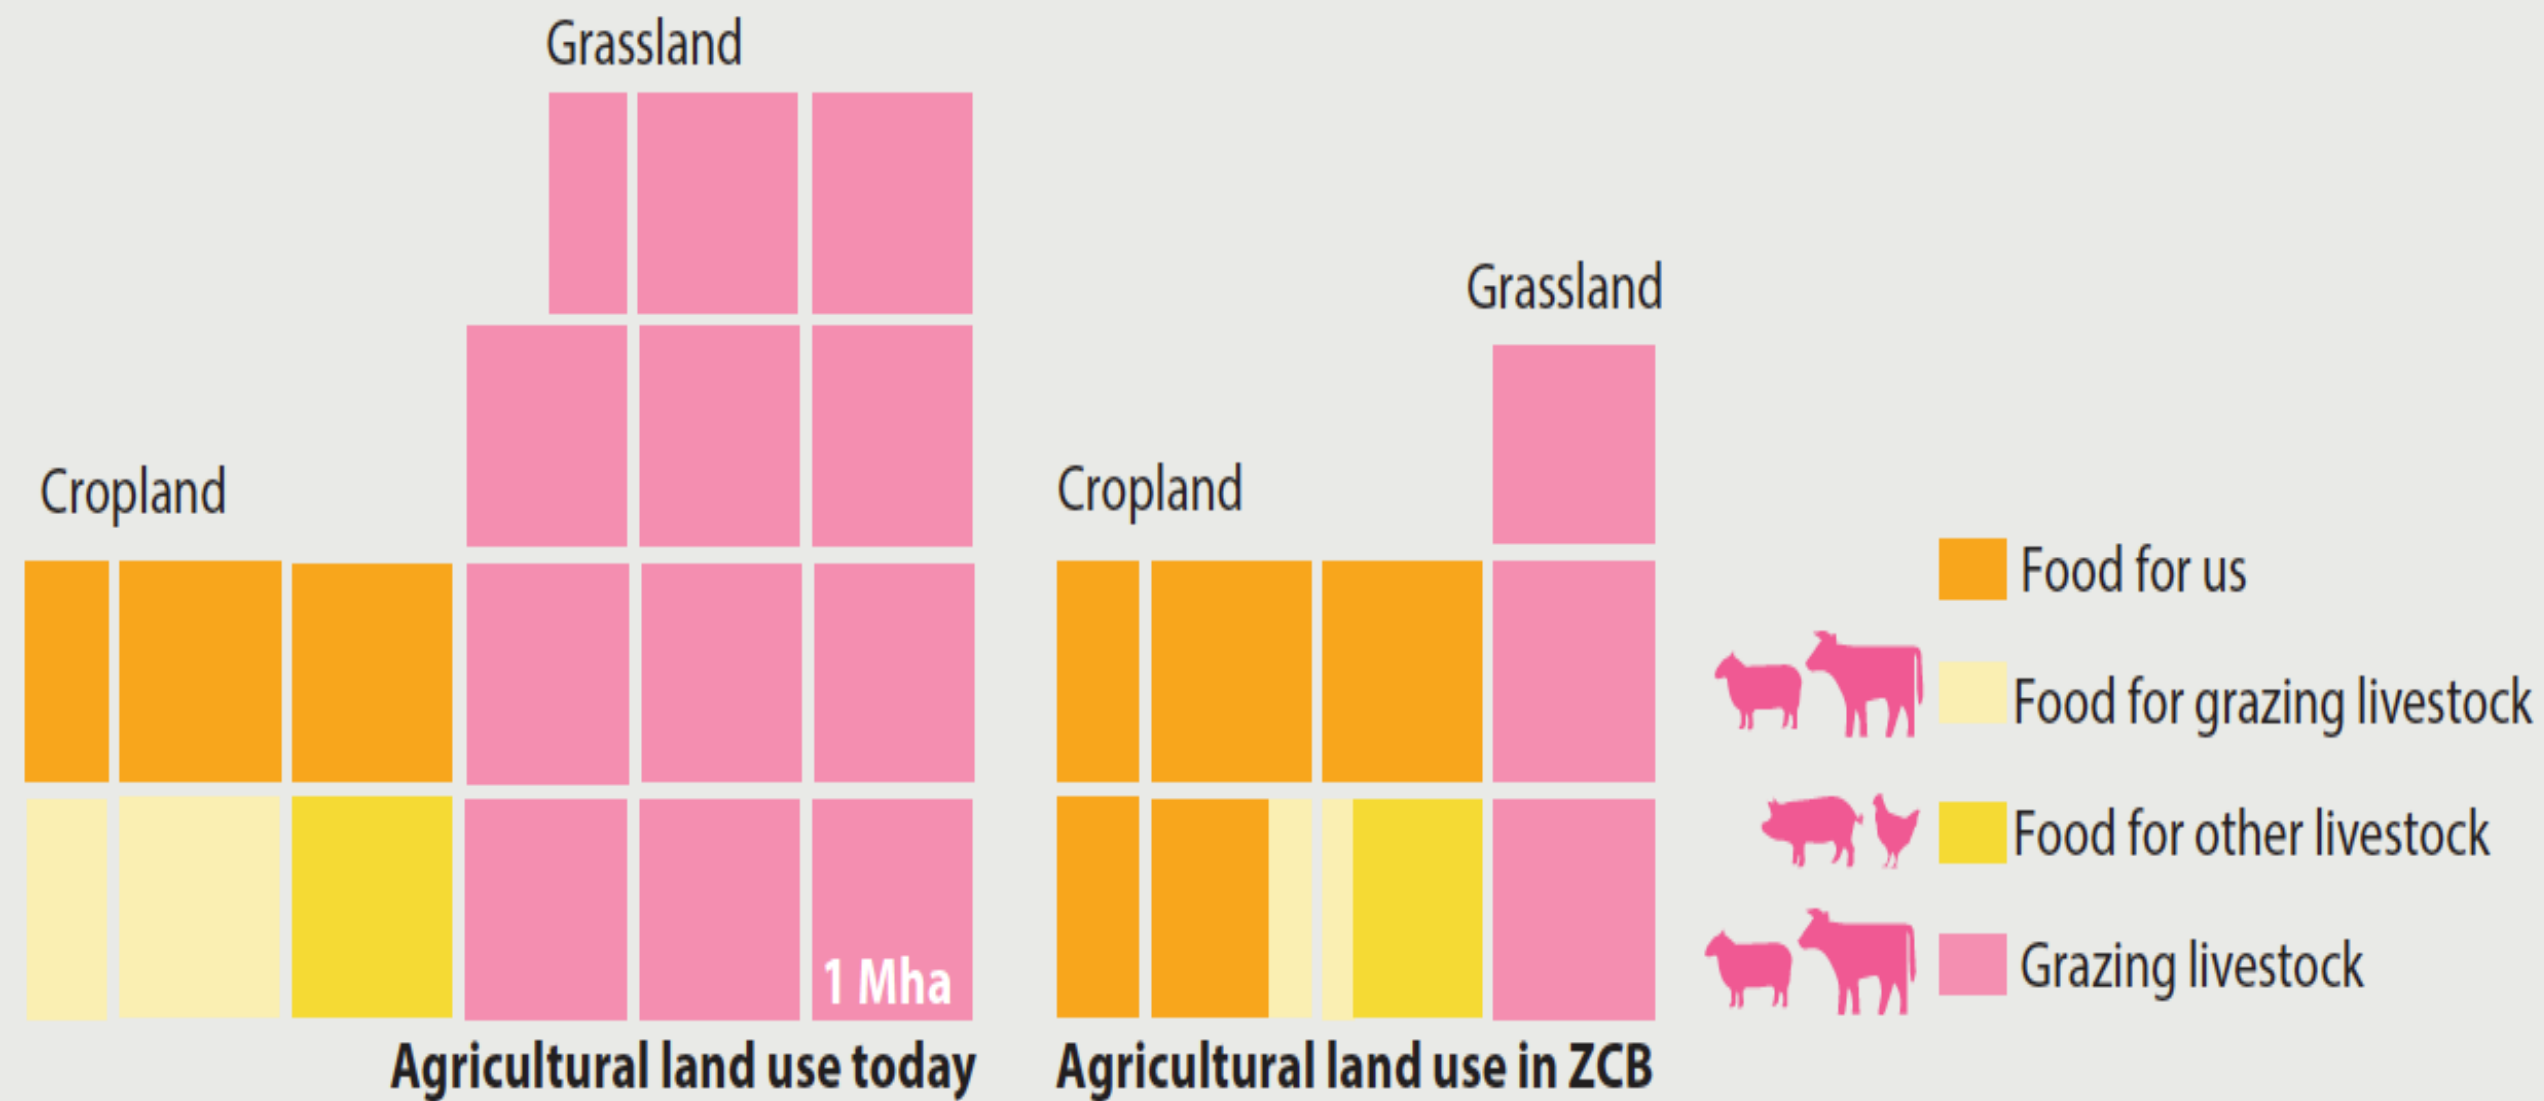 Grassland
Cropland
1 Mha
Agricultural land use today
Grassland
Cropland
Agricultural land use in ZCB
Food for us
Food for grazing livestock
Food for other livestock
Grazing livestock